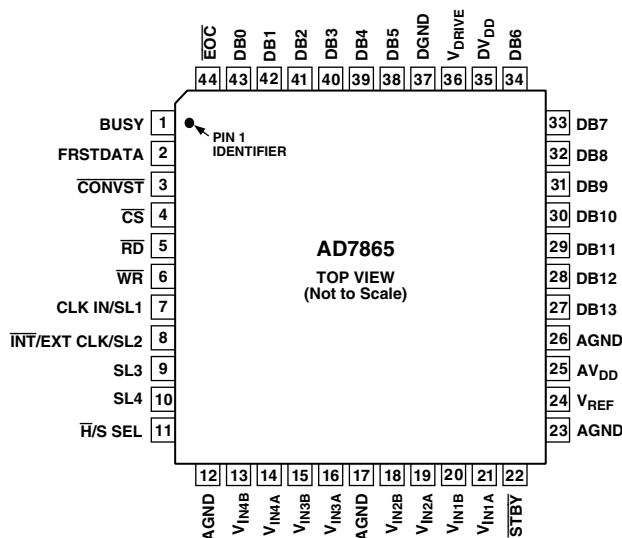 EOC DB0 DB1 DB2 DB3 DB4 DB5 DGND VDRIVE DVDD DB6
44 43 42 41 40 39 38 37 36 35 34
BUSY 1
FRSTDATA 2
CONVST 3
CS 4
RD 5
WR 6
CLK IN/SL1 7
INT/EXT CLK/SL2 8
SL3 9
SL4 10
H/S SEL 11
PIN 1
IDENTIFIER
AD7865
TOP VIEW
(Not to Scale)
33 DB7
32 DB8
31 DB9
30 DB10
29 DB11
28 DB12
27 DB13
26 AGND
25 AVDD
24 VREF
23 AGND
12 13 14 15 16 17 18 19 20 21 22
AGND VIN4B VIN4A VIN3B VIN3A AGND VIN2B VIN2A VIN1B VIN1A STBY